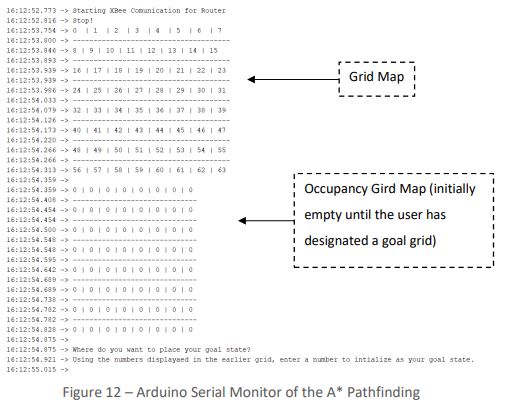 16:12:52.773 -> Starting XBee Comunication for Router
16:12:52.816 -> Stop!
16:12:53.754 -> 0 | 1 | 2 | 3 | 4 | 5 | 6 | 7
16:12:53.800 -> ---------------------------------
16:12:53.846 -> 8 | 9 | 10 | 11 | 12 | 13 | 14 | 15
16:12:53.893 -> ---------------------------------
16:12:53.939 -> 16 | 17 | 18 | 19 | 20 | 21 | 22 | 23
16:12:53.939 -> ---------------------------------
16:12:53.986 -> 24 | 25 | 26 | 27 | 28 | 29 | 30 | 31
16:12:54.033 -> ---------------------------------
16:12:54.079 -> 32 | 33 | 34 | 35 | 36 | 37 | 38 | 39
16:12:54.126 -> ---------------------------------
16:12:54.173 -> 40 | 41 | 42 | 43 | 44 | 45 | 46 | 47
16:12:54.220 -> ---------------------------------
16:12:54.266 -> 48 | 49 | 50 | 51 | 52 | 53 | 54 | 55
16:12:54.266 -> ---------------------------------
16:12:54.313 -> 56 | 57 | 58 | 59 | 60 | 61 | 62 | 63
16:12:54.359 ->
16:12:54.359 -> 0 | 0 | 0 | 0 | 0 | 0 | 0 | 0
16:12:54.408 -> -----------------------------
16:12:54.454 -> 0 | 0 | 0 | 0 | 0 | 0 | 0 | 0
16:12:54.454 -> -----------------------------
16:12:54.500 -> 0 | 0 | 0 | 0 | 0 | 0 | 0 | 0
16:12:54.548 -> -----------------------------
16:12:54.548 -> 0 | 0 | 0 | 0 | 0 | 0 | 0 | 0
16:12:54.595 -> -----------------------------
16:12:54.642 -> 0 | 0 | 0 | 0 | 0 | 0 | 0 | 0
16:12:54.689 -> -----------------------------
16:12:54.689 -> 0 | 0 | 0 | 0 | 0 | 0 | 0 | 0
16:12:54.738 -> -----------------------------
16:12:54.782 -> 0 | 0 | 0 | 0 | 0 | 0 | 0 | 0
16:12:54.782 -> -----------------------------
16:12:54.828 -> 0 | 0 | 0 | 0 | 0 | 0 | 0 | 0
16:12:54.875 ->
16:12:54.875 -> Where do you want to place your goal state?
16:12:54.921 -> Using the numbers displayaed in the earlier grid, enter a number to intialize as your goal state.
16:12:55.015 ->
Grid Map
Occupancy Gird Map (initially
empty until the user has
designated a goal grid)
Figure 12 – Arduino Serial Monitor of the A* Pathfinding